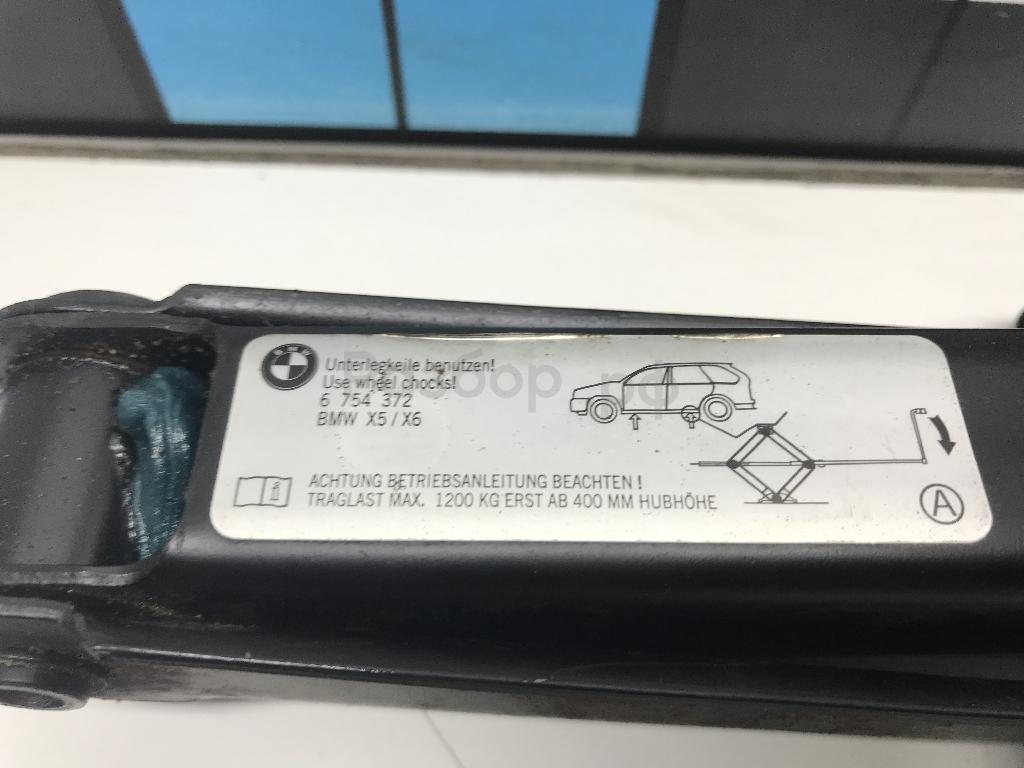 BMW
Unterlegkeile benutzen!
Use wheel chocks!
6 754 372
BMW X5/X6
ACHTUNG BETRIEBSANLEITUNG BEACHTEN!
TRAGLAST MAX. 1200 KG ERST AB 400 MM HUBHÖHE
A